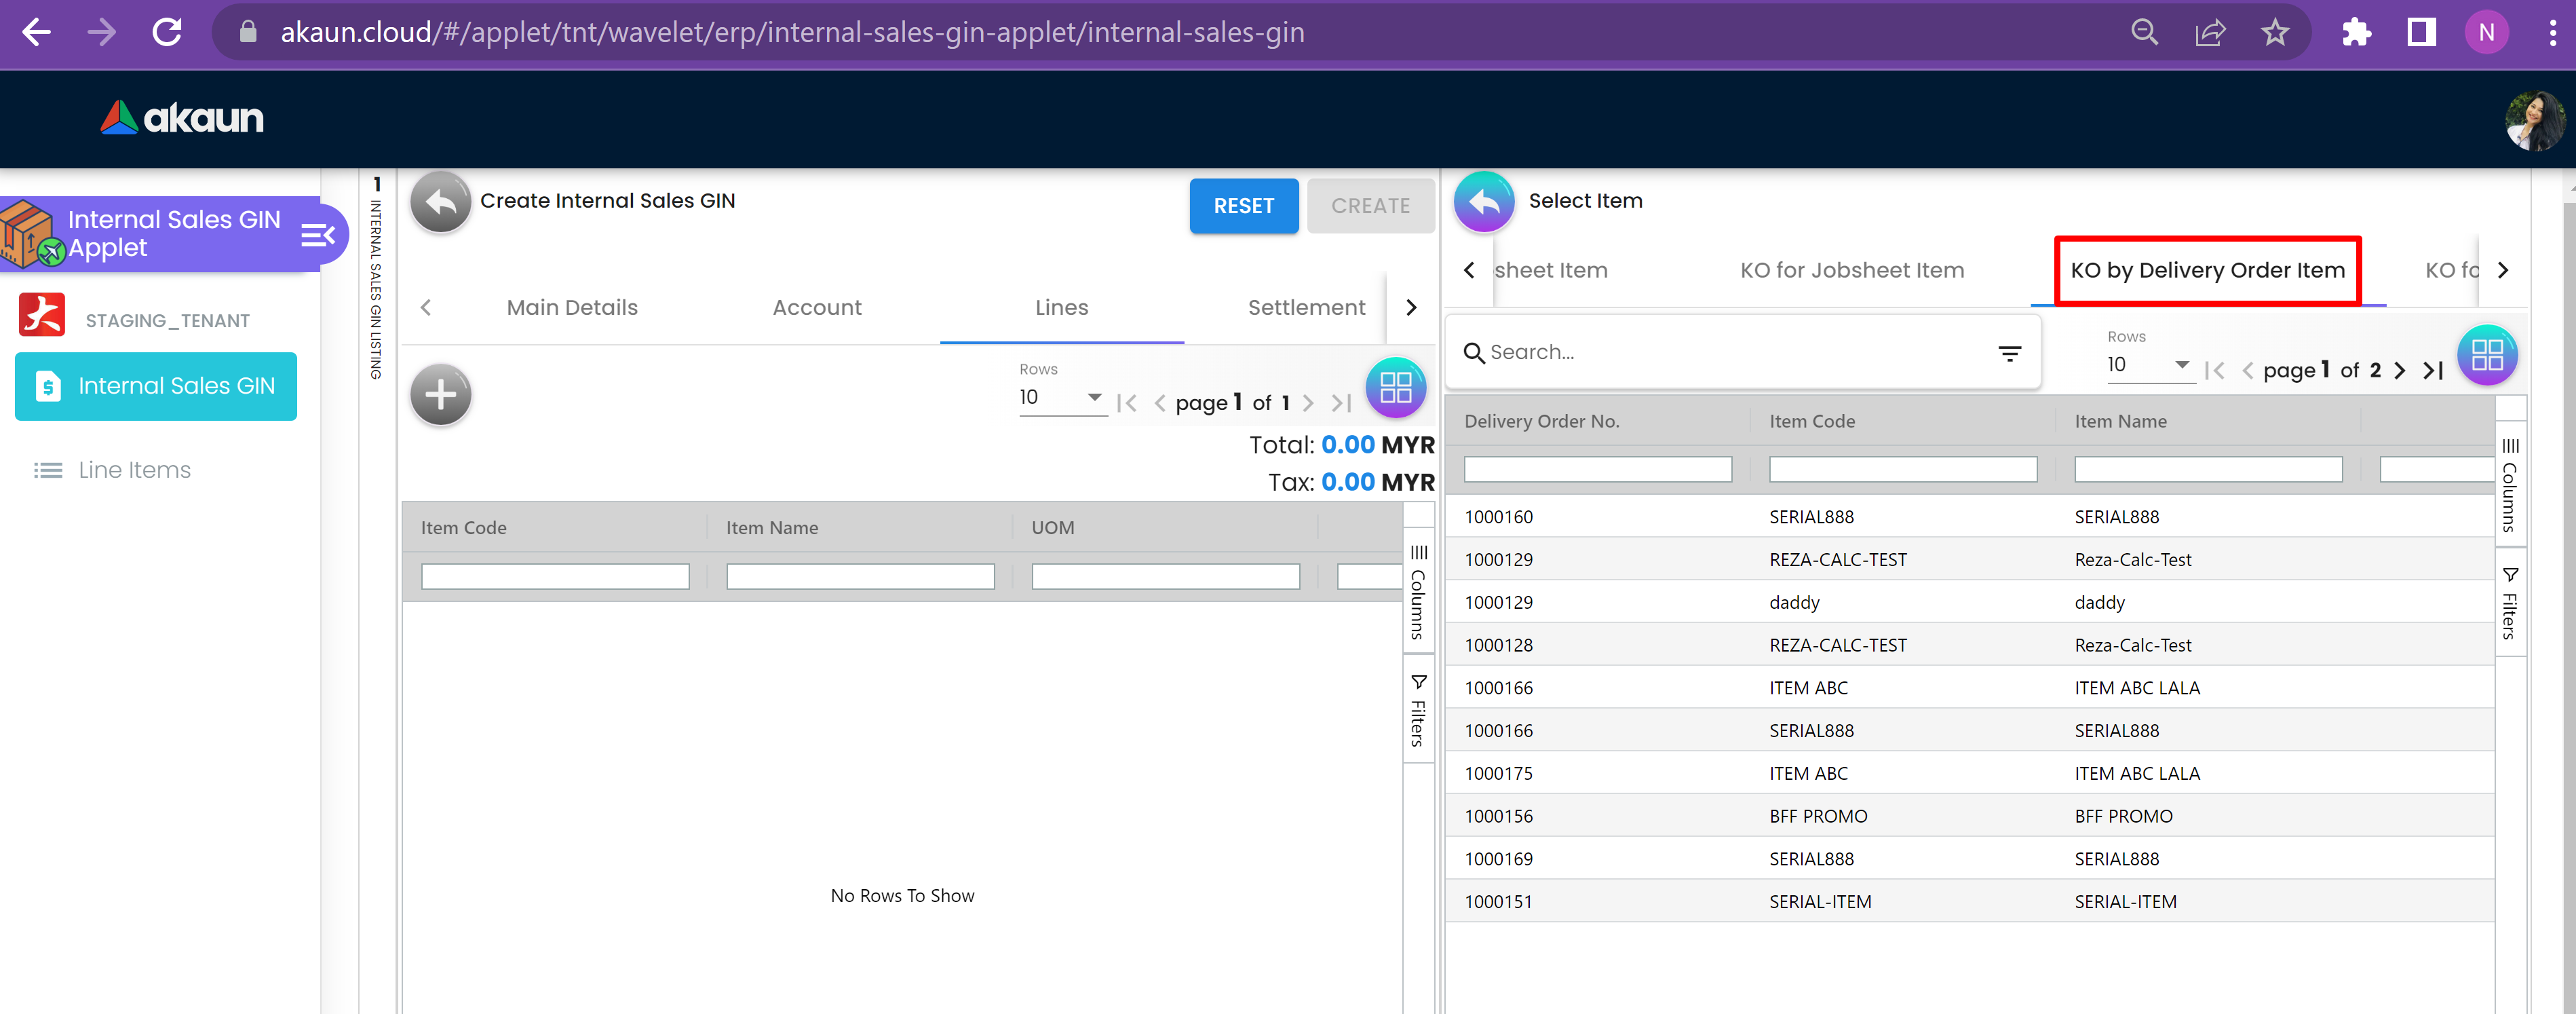 akaun.cloud/#/applet/tnt/wavelet/erp/internal-sales-gin-applet/internal-sales-gin
N
akaun
Internal Sales GIN
Applet
STAGING_TENANT
Internal Sales GIN
Line Items
1 INTERNAL SALES GIN LISTING
Create Internal Sales GIN
RESET
CREATE
Main Details
Account
Lines
Settlement
Rows
10
page 1 of 1
Total: 0.00 MYR
Tax: 0.00 MYR
Item Code
Item Name
UOM
Columns
Filters
No Rows To Show
Select Item
sheet Item
KO for Jobsheet Item
KO by Delivery Order Item
KO fo
Search...
Rows
10
page 1 of 2
Delivery Order No. Item Code Item Name
1000160 SERIAL888 SERIAL888
1000129 REZA-CALC-TEST Reza-Calc-Test
1000129 daddy daddy
1000128 REZA-CALC-TEST Reza-Calc-Test
1000166 ITEM ABC ITEM ABC LALA
1000166 SERIAL888 SERIAL888
1000175 ITEM ABC ITEM ABC LALA
1000156 BFF PROMO BFF PROMO
1000169 SERIAL888 SERIAL888
1000151 SERIAL-ITEM SERIAL-ITEM
Columns
Filters